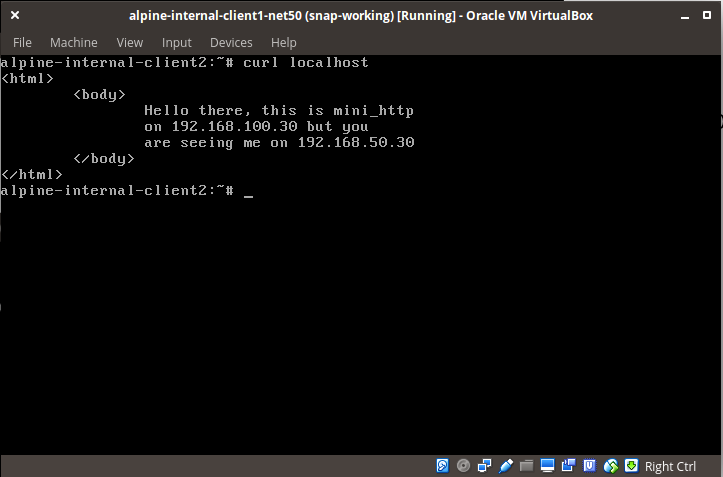 alpine-internal-client1-net50 (snap-working) [Running] - Oracle VM VirtualBox
File Machine View Input Devices Help
alpine-internal-client2:~# curl localhost
<html>
<body>
Hello there, this is mini_http
on 192.168.100.30 but you
are seeing me on 192.168.50.30
</body>
</html>
alpine-internal-client2:~# _
Right Ctrl